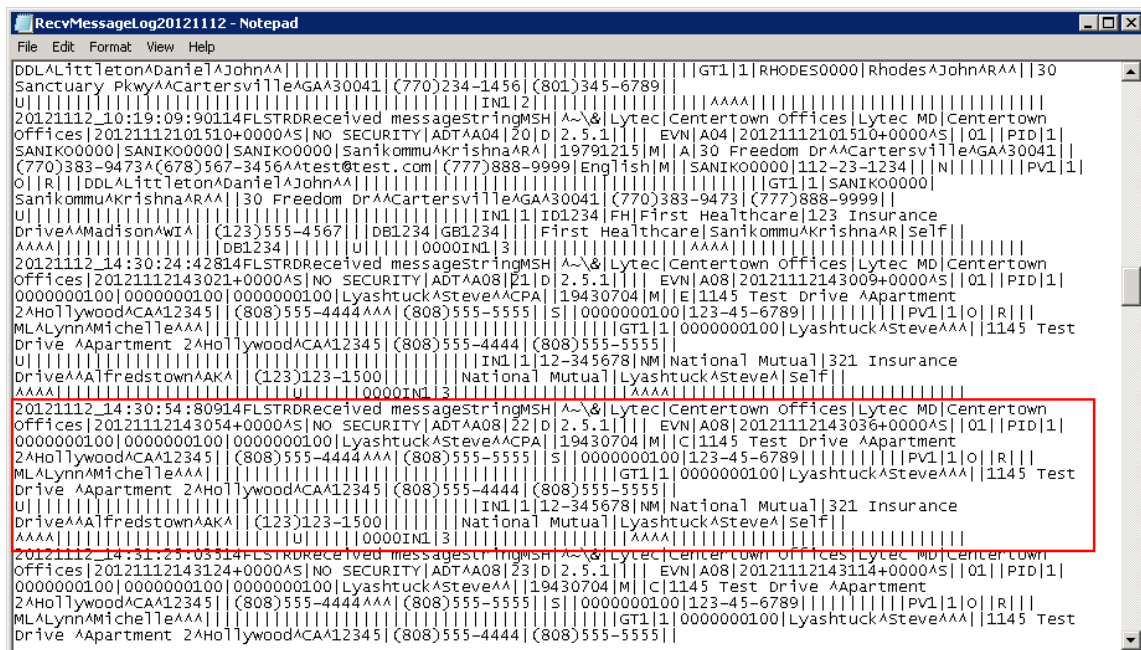 RecvMessageLog20121112 - Notepad
File Edit Format View Help
DDL^Littleton^Daniel^John^^|||||||||||||||||||||||||||||||||||||||||GT1|1|RHODES0000|Rhodes^John^R^^||30
Sanctuary Pkwy^^Cartersville^GA^30041|(770)234-1456|(801)345-6789||
U|||||||||||||||||||||||||||||||||||||||||||||IN1|2||||||||||||||||||^^^^|||||||||||||||||||||||||||||
20121112_10:19:09:90114FLSTRDReceived messageStringMSH|^~\&|Lytec|Centertown Offices|Lytec MD|Centertown
Offices|20121112101510+0000^S|NO SECURITY|ADT^A04|20|D|2.5.1|||| EVN|A04|20121112101510+0000^S||01||PID|1|
SANIKO0000|SANIKO0000|SANIKO0000|Sanikommu^Krishna^R^||19791215|M||A|30 Freedom Dr^^Cartersville^GA^30041||
(770)383-9473^(678)567-3456^^test@test.com|(777)888-9999|English|M||SANIKO0000|112-23-1234|||N||||||||PV1|1|
O||R|||DDL^Littleton^Daniel^John^^|||||||||||||||||||||||||||||||||||||||||GT1|1|SANIKO0000|
Sanikommu^Krishna^R^^||30 Freedom Dr^^Cartersville^GA^30041|(770)383-9473|(777)888-9999||
U|||||||||||||||||||||||||||||||||||||||||||||IN1|1|ID1234|FH|First Healthcare|123 Insurance
Drive^^Madison^WI^||(123)555-4567|||DB1234|GB1234||||First Healthcare|Sanikommu^Krishna^R|Self||
^^^^|||||||||||||||||DB1234|||||||U||||||0000IN1|3||||||||||||||||||^^^^||||||||||||||||||||||||||||
20121112_14:30:24:42814FLSTRDReceived messageStringMSH|^~\&|Lytec|Centertown Offices|Lytec MD|Centertown
Offices|20121112143021+0000^S|NO SECURITY|ADT^A08|21|D|2.5.1|||| EVN|A08|20121112143009+0000^S||01||PID|1|
0000000100|0000000100|0000000100|Lyashtuck^Steve^^CPA||19430704|M||E|1145 Test Drive ^Apartment
2^Hollywood^CA^12345||(808)555-4444^^^|(808)555-5555||S||0000000100|123-45-6789|||||||||||PV1|1|O||R|||
ML^Lynn^Michelle^^^|||||||||||||||||||||||||||||||||||||||||GT1|1|0000000100|Lyashtuck^Steve^^^||1145 Test
Drive ^Apartment 2^Hollywood^CA^12345|(808)555-4444|(808)555-5555||
U|||||||||||||||||||||||||||||||||||||||||||||IN1|1|12-345678|NM|National Mutual|321 Insurance
Drive^^Alfredstown^AK^||(123)123-1500||||||||National Mutual|Lyashtuck^Steve^|Self||
^^^^|||||||||||||||||||||||||U||||||0000IN1|3||||||||||||||||||^^^^||||||||||||||||||||||||||||
20121112_14:30:54:80914FLSTRDReceived messageStringMSH|^~\&|Lytec|Centertown Offices|Lytec MD|Centertown
Offices|20121112143054+0000^S|NO SECURITY|ADT^A08|22|D|2.5.1|||| EVN|A08|20121112143036+0000^S||01||PID|1|
0000000100|0000000100|0000000100|Lyashtuck^Steve^^CPA||19430704|M||C|1145 Test Drive ^Apartment
2^Hollywood^CA^12345||(808)555-4444^^^|(808)555-5555||S||0000000100|123-45-6789|||||||||||PV1|1|O||R|||
ML^Lynn^Michelle^^^|||||||||||||||||||||||||||||||||||||||||GT1|1|0000000100|Lyashtuck^Steve^^^||1145 Test
Drive ^Apartment 2^Hollywood^CA^12345|(808)555-4444|(808)555-5555||
U|||||||||||||||||||||||||||||||||||||||||||||IN1|1|12-345678|NM|National Mutual|321 Insurance
Drive^^Alfredstown^AK^||(123)123-1500||||||||National Mutual|Lyashtuck^Steve^|Self||
^^^^|||||||||||||||||||||||||U||||||0000IN1|3||||||||||||||||||^^^^||||||||||||||||||||||||||||
20121112_14:31:25:03514FLSTRDReceived messageStringMSH|^~\&|Lytec|Centertown Offices|Lytec MD|Centertown
Offices|20121112143124+0000^S|NO SECURITY|ADT^A08|23|D|2.5.1|||| EVN|A08|20121112143114+0000^S||01||PID|1|
0000000100|0000000100|0000000100|Lyashtuck^Steve^^||19430704|M||C|1145 Test Drive ^Apartment
2^Hollywood^CA^12345||(808)555-4444^^^|(808)555-5555||S||0000000100|123-45-6789|||||||||||PV1|1|O||R|||
ML^Lynn^Michelle^^^|||||||||||||||||||||||||||||||||||||||||GT1|1|0000000100|Lyashtuck^Steve^^^||1145 Test
Drive ^Apartment 2^Hollywood^CA^12345|(808)555-4444|(808)555-5555||